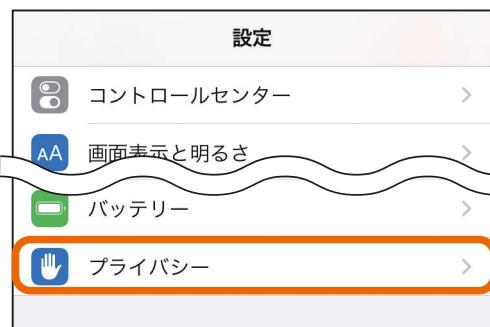 設定
コントロールセンター
AA
画面表示と明るさ
バッテリー
プライバシー